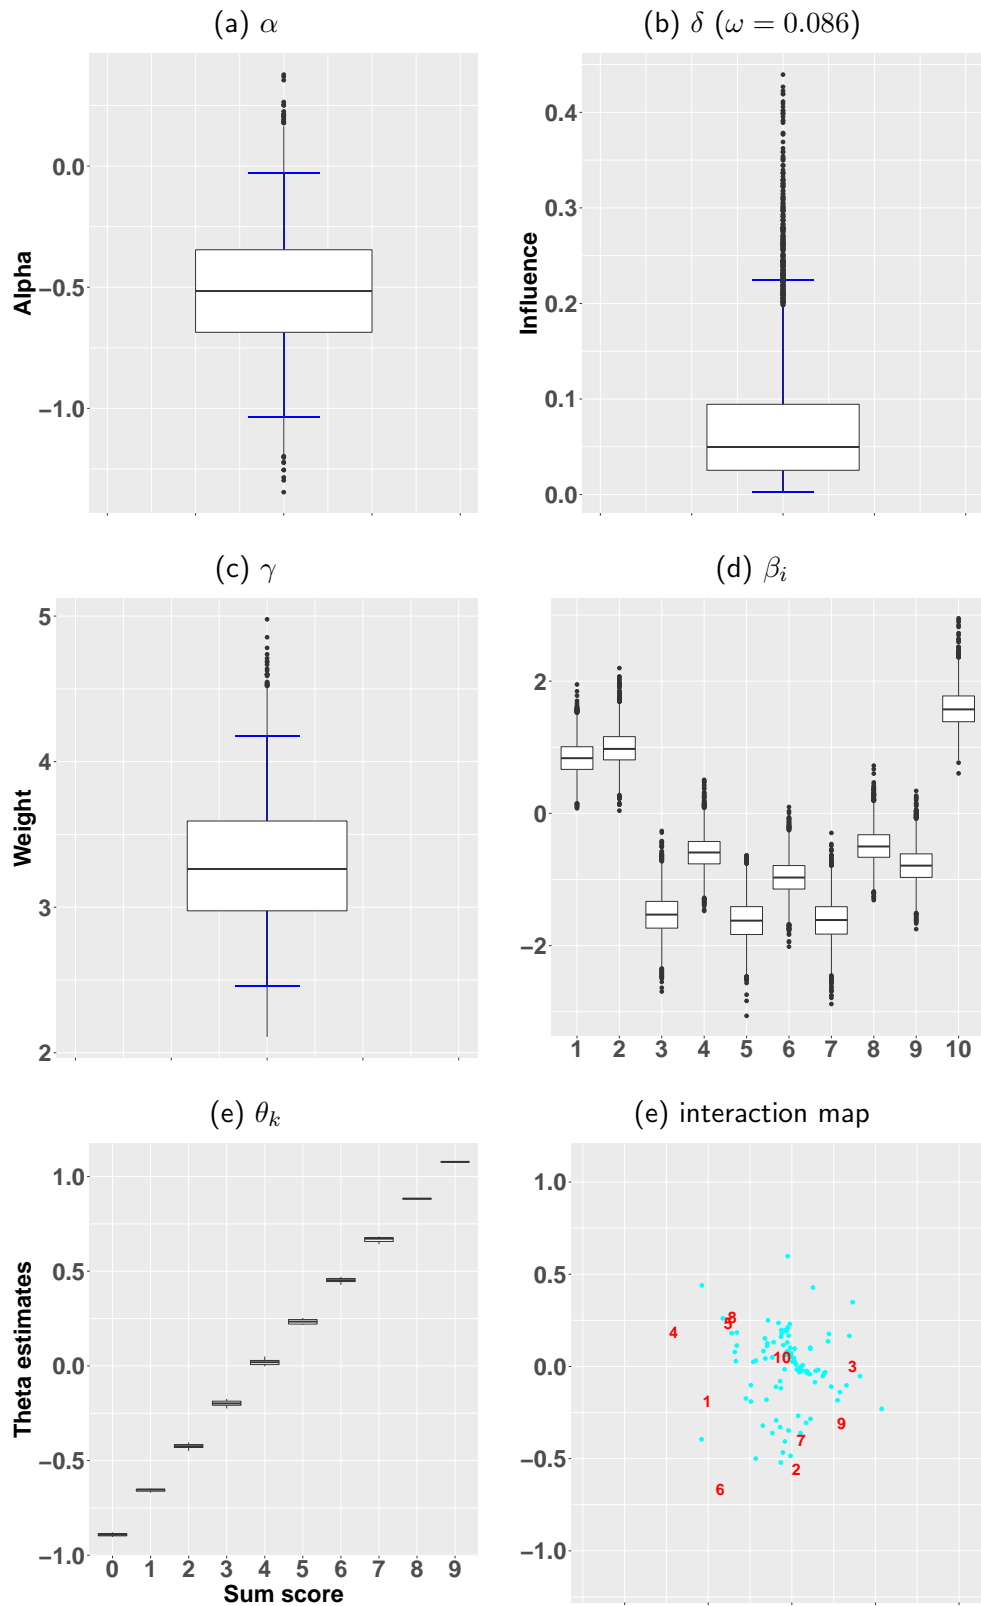 (a) α
(b) δ (ω = 0.086)
Alpha
0.0
−0.5
−1.0
Influence
0.4
0.3
0.2
0.1
0.0
(c) γ
(d) βᵢ
Weight
5
4
3
2
2
0
−2
1 2 3 4 5 6 7 8 9 10
(e) θₖ
(e) interaction map
Theta estimates
1.0
0.5
0.0
−0.5
−1.0
0 1 2 3 4 5 6 7 8 9
Sum score
1.0
0.5
0.0
−0.5
−1.0
8
5
4
10
3
1
9
7
2
6